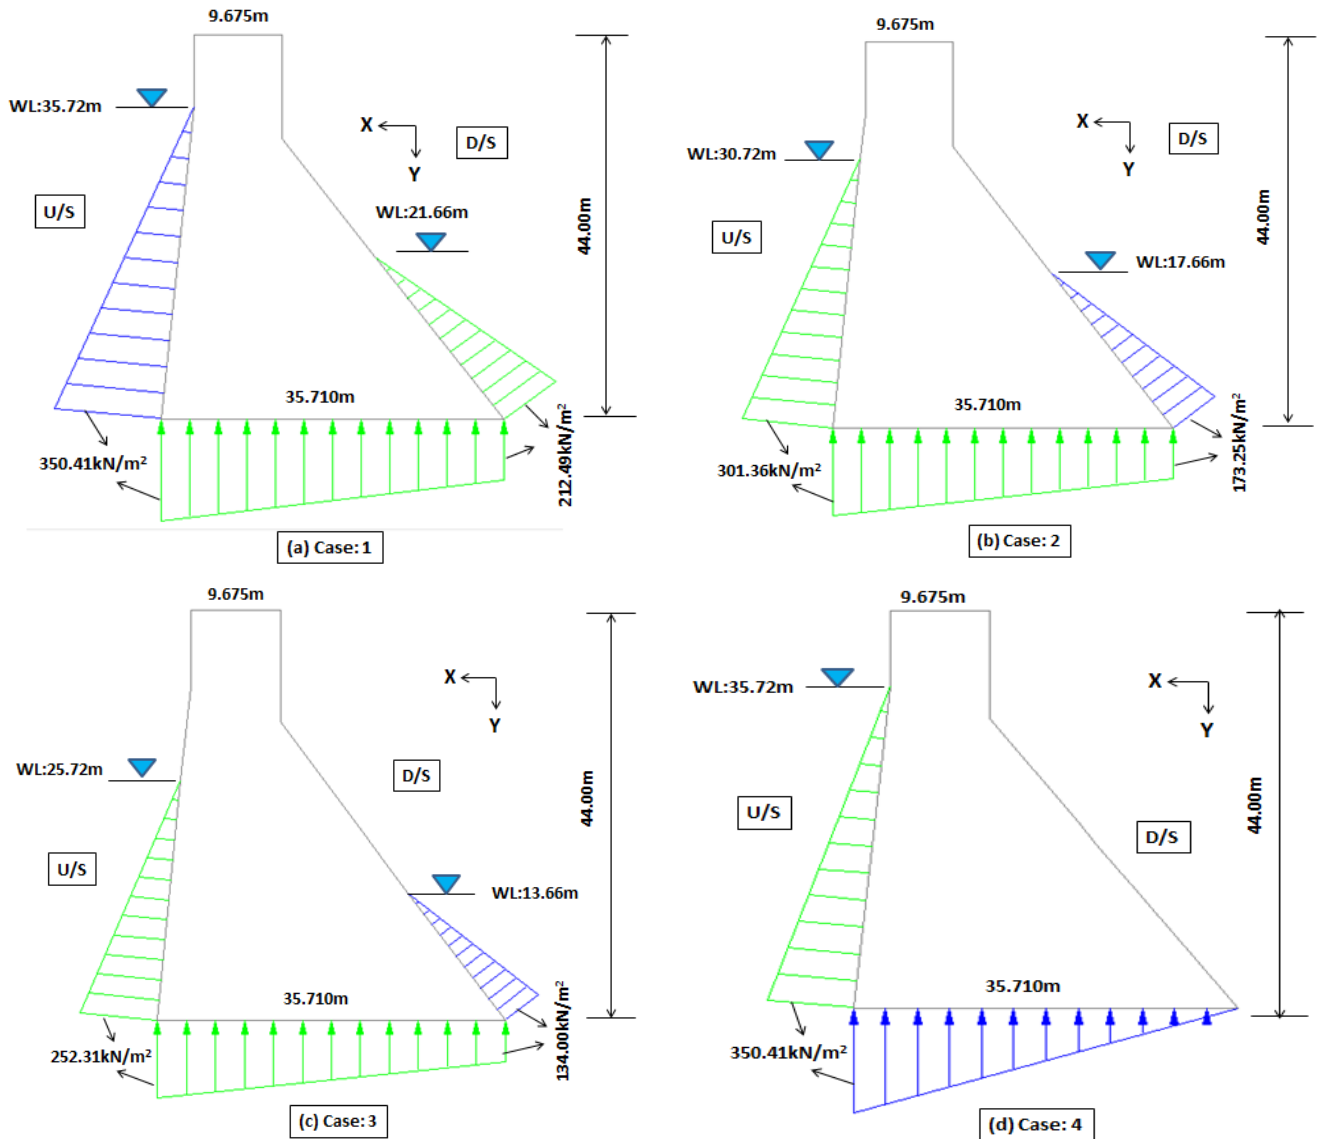 9.675m
WL:35.72m
X
Y
D/S
U/S
WL:21.66m
44.00m
35.710m
350.41kN/m²
212.49kN/m²
(a) Case: 1
9.675m
WL:30.72m
X
Y
D/S
U/S
WL:17.66m
44.00m
35.710m
301.36kN/m²
173.25kN/m²
(b) Case: 2
9.675m
X
Y
WL:25.72m
D/S
U/S
WL:13.66m
44.00m
35.710m
252.31kN/m²
134.00kN/m²
(c) Case: 3
9.675m
WL:35.72m
X
Y
U/S
D/S
44.00m
35.710m
350.41kN/m²
(d) Case: 4